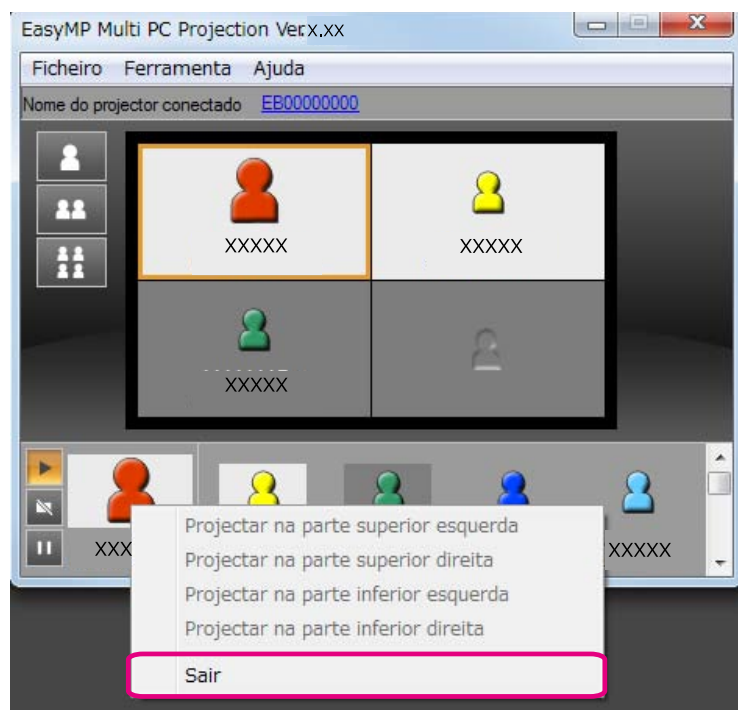 EasyMP Multi PC Projection Ver.x.xx
Ficheiro Ferramenta Ajuda
Nome do projector conectado EB00000000
XXXXX XXXXX
XXXXX
XXX XXXXX
Projectar na parte superior esquerda
Projectar na parte superior direita
Projectar na parte inferior esquerda
Projectar na parte inferior direita
Sair